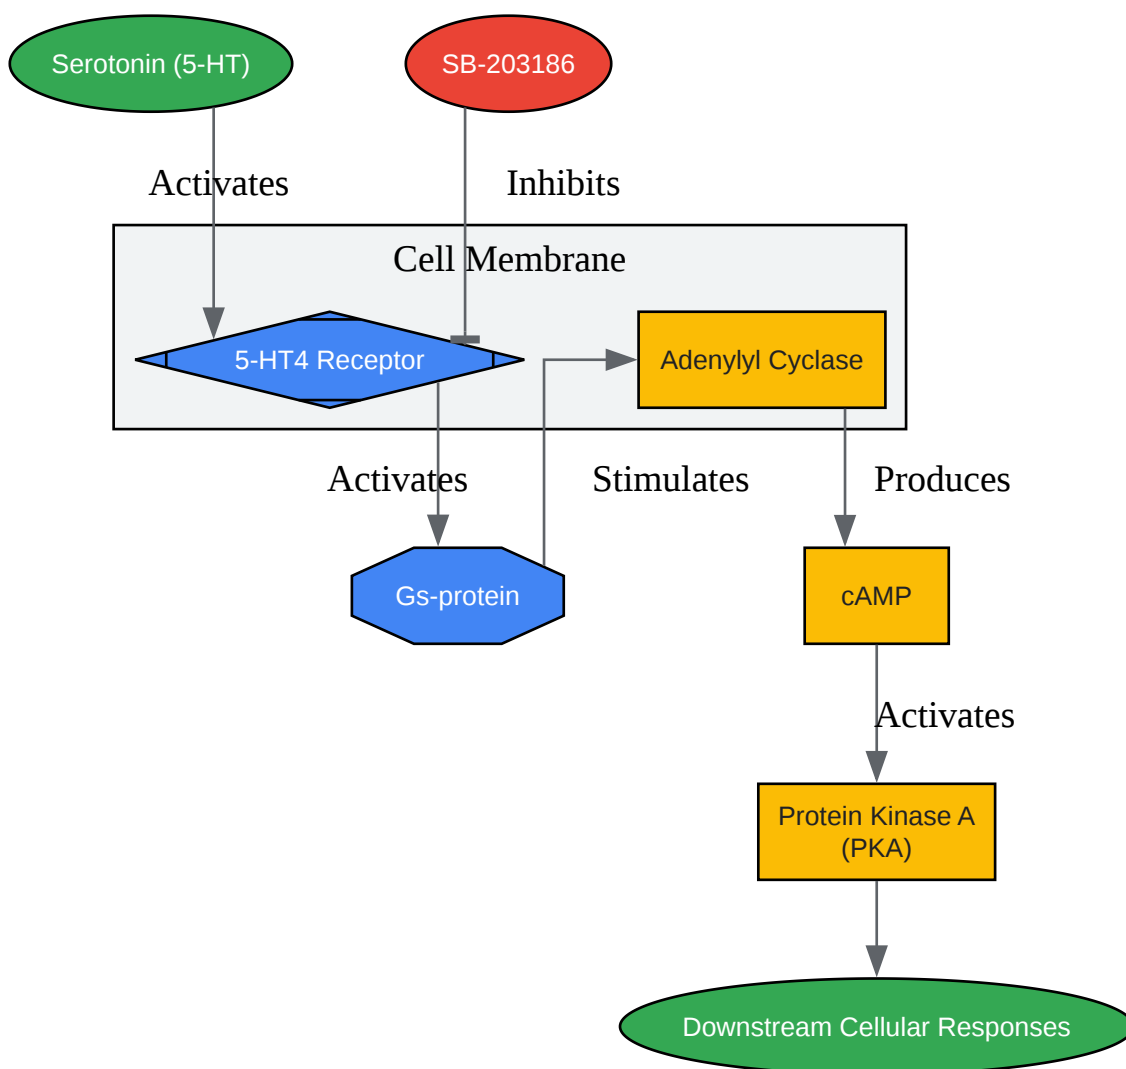 Serotonin (5-HT)
SB-203186
Activates
Inhibits
Cell Membrane
5-HT4 Receptor
Adenylyl Cyclase
Activates
Stimulates
Produces
Gs-protein
cAMP
Activates
Protein Kinase A
(PKA)
Downstream Cellular Responses